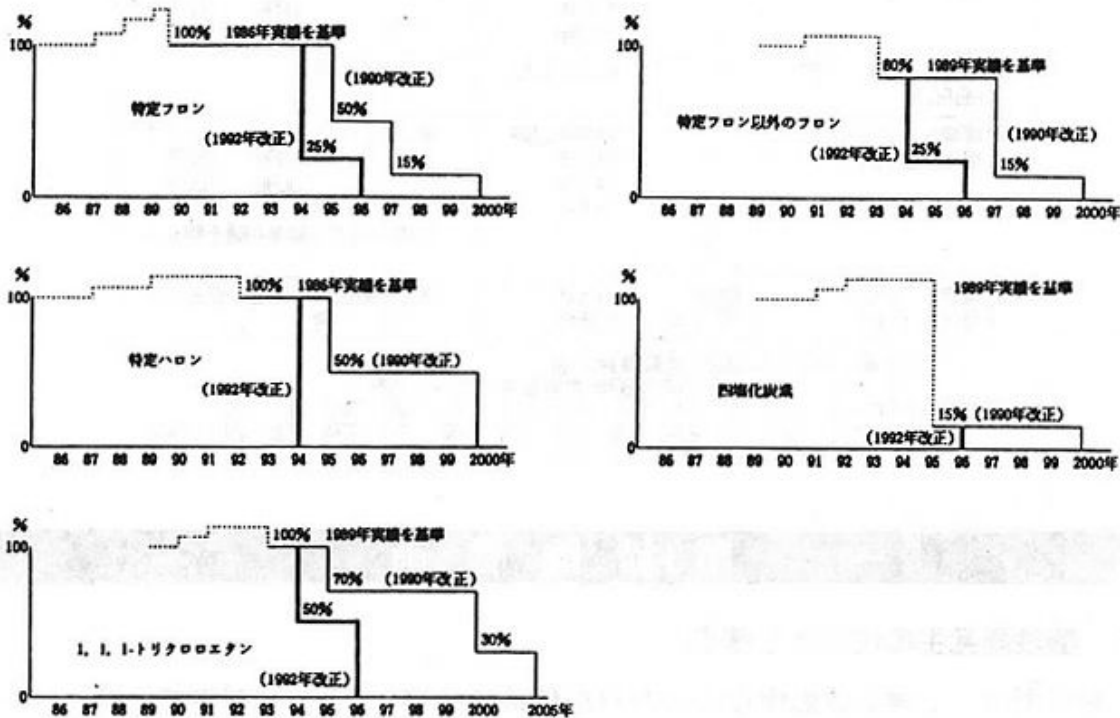 %
100
100% 1986年実績を基準
(1990年改正)
特定フロン
50%
(1992年改正)
25%
15%
0
86 87 88 89 90 91 92 93 94 95 96 97 98 99 2000年
%
100
80% 1989年実績を基準
特定フロン以外のフロン
(1990年改正)
(1992年改正)
25%
15%
0
86 87 88 89 90 91 92 93 94 95 96 97 98 99 2000年
%
100
100% 1986年実績を基準
特定ハロン
50% (1990年改正)
(1992年改正)
0
86 87 88 89 90 91 92 93 94 95 96 97 98 99 2000年
%
100
1989年実績を基準
四塩化炭素
15% (1990年改正)
(1992年改正)
0
86 87 88 89 90 91 92 93 94 95 96 97 98 99 2000年
%
100
100% 1989年実績を基準
70% (1990年改正)
50%
1, 1, 1-トリクロロエタン
30%
(1992年改正)
0
86 87 88 89 90 91 92 93 94 95 96 97 98 99 2000 2005年